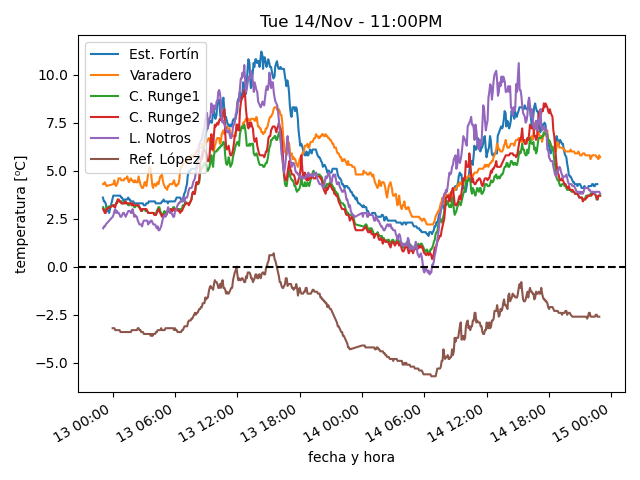 Tue 14/Nov - 11:00PM
Est. Fortín
Varadero
C. Runge1
C. Runge2
L. Notros
Ref. López
temperatura [ºC]
10.0
7.5
5.0
2.5
0.0
−2.5
−5.0
13 00:00
13 06:00
13 12:00
13 18:00
14 00:00
14 06:00
14 12:00
14 18:00
15 00:00
fecha y hora